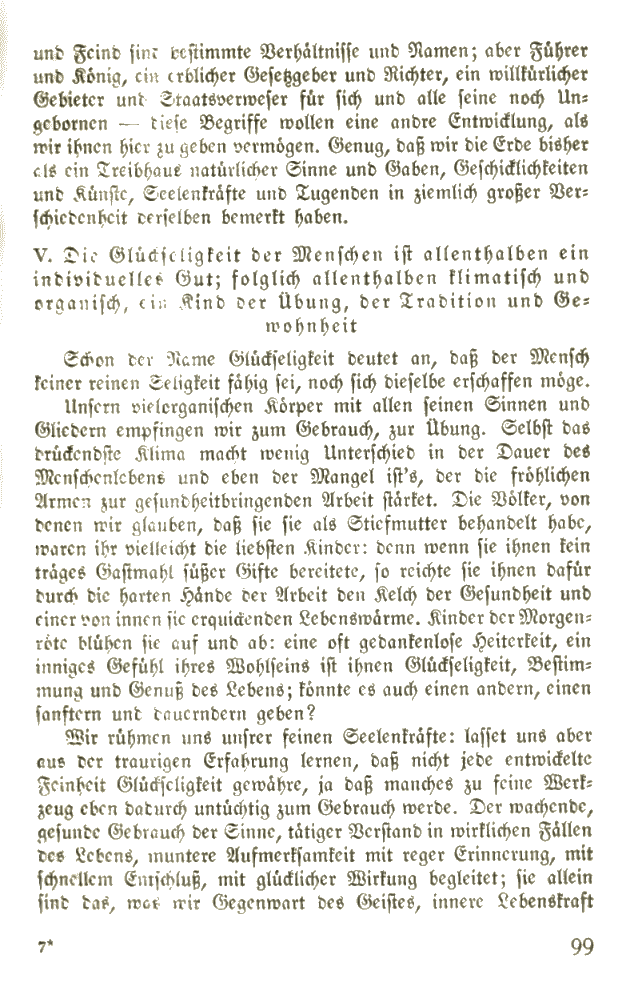 und Feind sind bestimmte Verhältnisse und Namen; aber Führer
und König, ein erblicher Gesetzgeber und Richter, ein willkürlicher
Gebieter und Staatsverweser für sich und alle seine noch Un-
gebornen — diese Begriffe wollen eine andre Entwicklung, als
wir ihnen hier zu geben vermögen. Genug, daß wir die Erde bisher
als ein Treibhaus natürlicher Sinne und Gaben, Geschicklichkeiten
und Künste, Seelenkräfte und Tugenden in ziemlich großer Ver-
schiedenheit derselben bemerkt haben.
V. Die Glückseligkeit der Menschen ist allenthalben ein
individuelles Gut; folglich allenthalben klimatisch und
organisch, ein Kind der Übung, der Tradition und Ge-
wohnheit
Schon der Name Glückseligkeit deutet an, daß der Mensch
keiner reinen Seligkeit fähig sei, noch sich dieselbe erschaffen möge.
Unsern vielorganischen Körper mit allen seinen Sinnen und
Gliedern empfingen wir zum Gebrauch, zur Übung. Selbst das
drückendste Klima macht wenig Unterschied in der Dauer des
Menschenlebens und eben der Mangel ist's, der die fröhlichen
Armen zur gesundheitbringenden Arbeit stärket. Die Völker, von
denen wir glauben, daß sie sie als Stiefmutter behandelt habe,
waren ihr vielleicht die liebsten Kinder: denn wenn sie ihnen kein
träges Gastmahl süßer Gifte bereitete, so reichte sie ihnen dafür
durch die harten Hände der Arbeit den Kelch der Gesundheit und
einer von innen sie erquickenden Lebenswärme. Kinder der Morgen-
röte blühen sie auf und ab: eine oft gedankenlose Heiterkeit, ein
inniges Gefühl ihres Wohlseins ist ihnen Glückseligkeit, Bestim-
mung und Genuß des Lebens; könnte es auch einen andern, einen
sanftern und dauerndern geben?
Wir rühmen uns unsrer feinen Seelenkräfte: lasset uns aber
aus der traurigen Erfahrung lernen, daß nicht jede entwickelte
Feinheit Glückseligkeit gewähre, ja daß manches zu feine Werk-
zeug eben dadurch untüchtig zum Gebrauch werde. Der wachende,
gesunde Gebrauch der Sinne, tätiger Verstand in wirklichen Fällen
des Lebens, muntere Aufmerksamkeit mit reger Erinnerung, mit
schnellem Entschluß, mit glücklicher Wirkung begleitet; sie allein
sind das, was wir Gegenwart des Geistes, innere Lebenskraft
7* 99